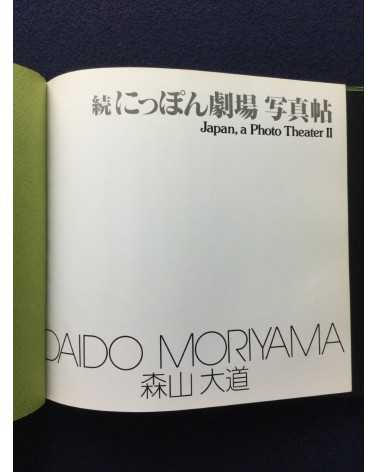 続にっぽん劇場 写真帖
Japan, a Photo Theater II
DAIDO MORIYAMA
森山 大道